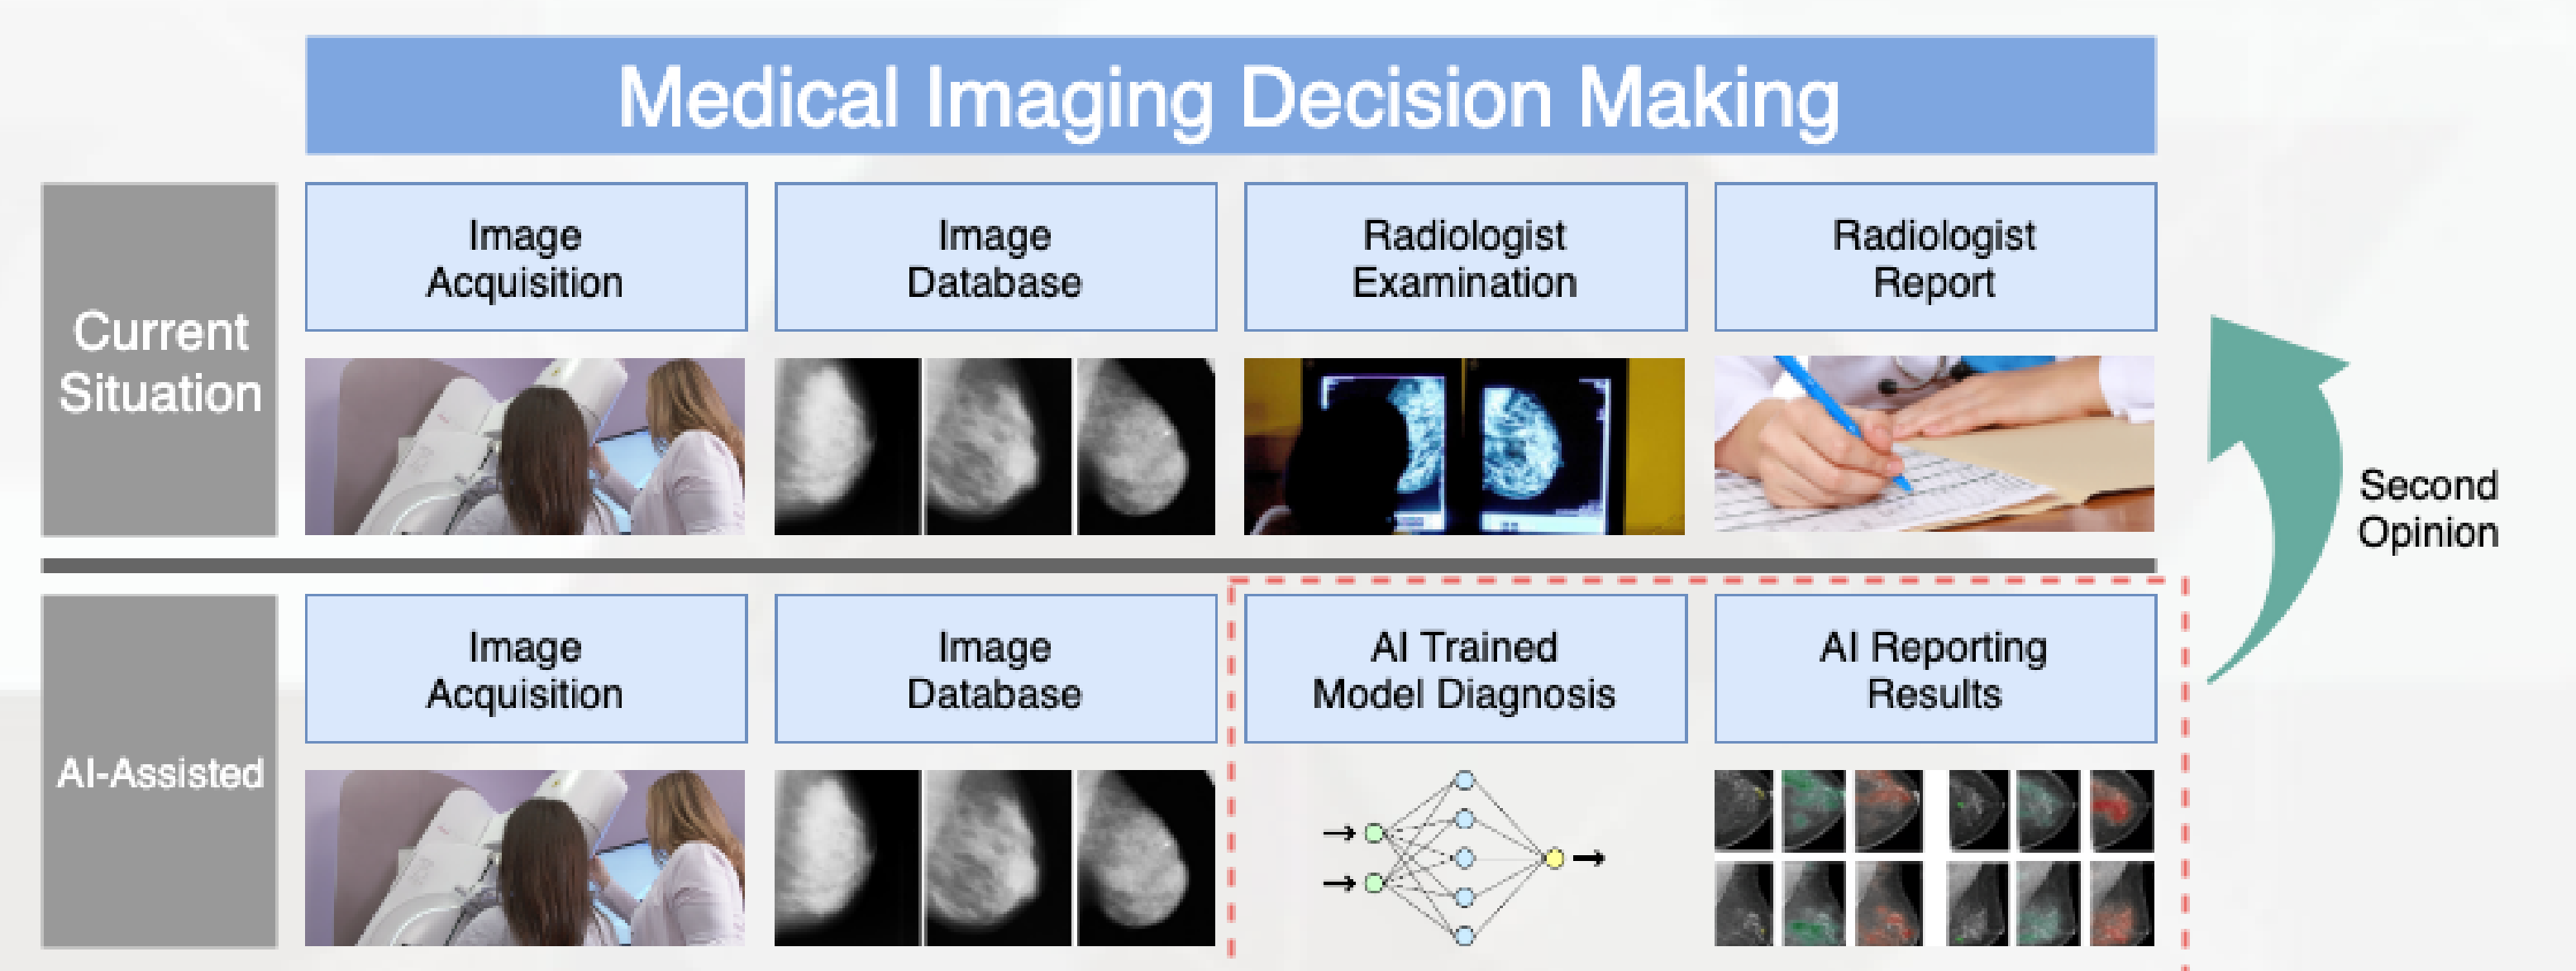 Medical Imaging Decision Making
Current
Situation
Image
Acquisition
Image
Database
Radiologist
Examination
Radiologist
Report
Second
Opinion
AI-Assisted
Image
Acquisition
Image
Database
AI Trained
Model Diagnosis
AI Reporting
Results